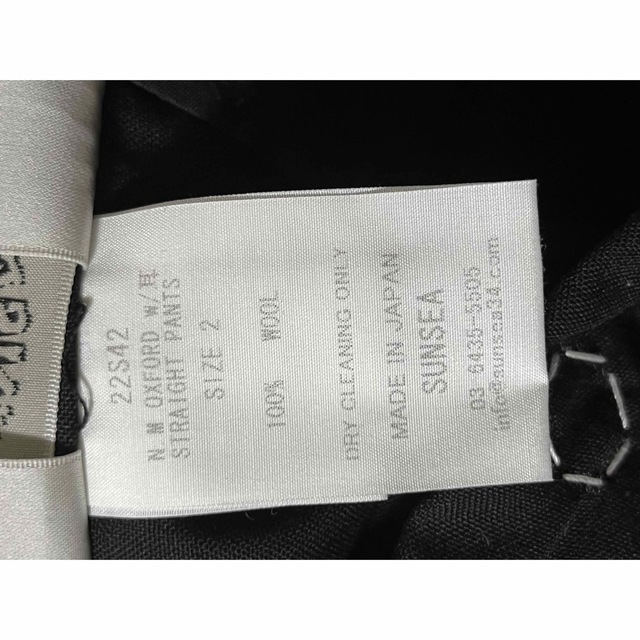 22S42
N M OXFORD W/耳
STRAIGHT PANTS
SIZE 2
100% WOOL
DRY CLEANING ONLY
MADE IN JAPAN
SUNSEA
03 6435-5505
info@sunsea34.com